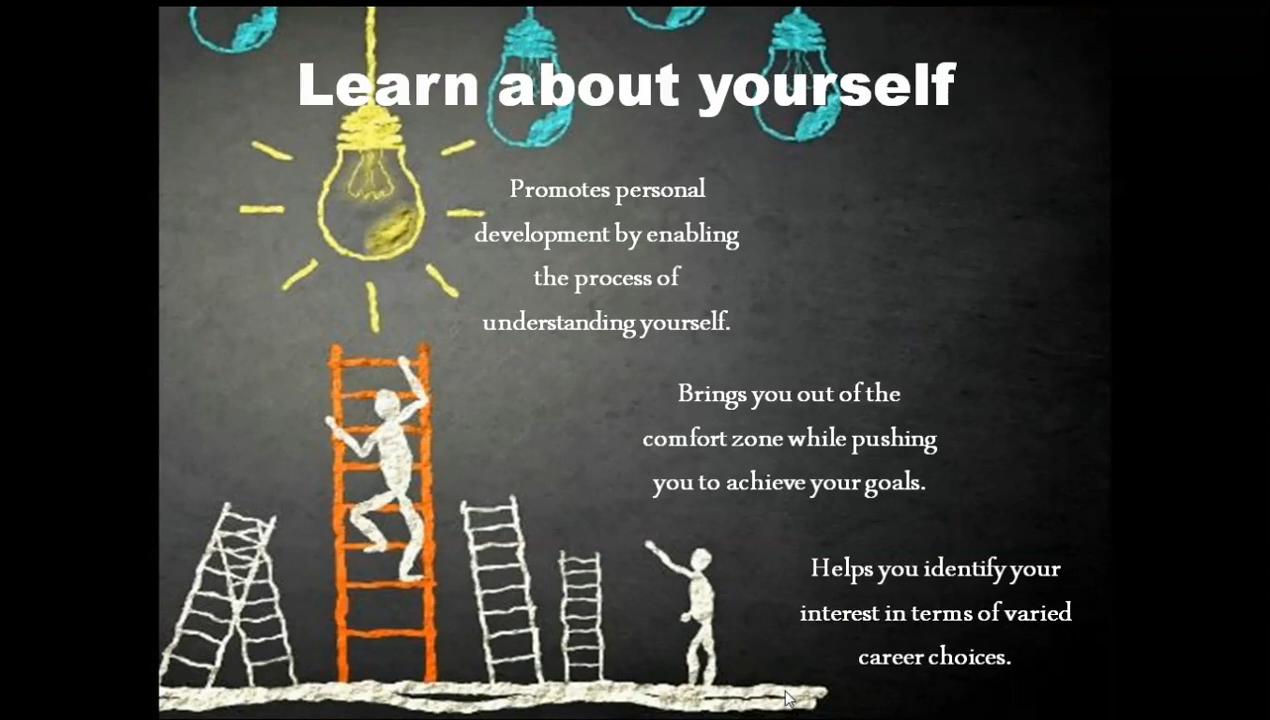 Learn about yourself
Promotes personal
development by enabling
the process of
understanding yourself.
Brings you out of the
comfort zone while pushing
you to achieve your goals.
Helps you identify your
interest in terms of varied
career choices.